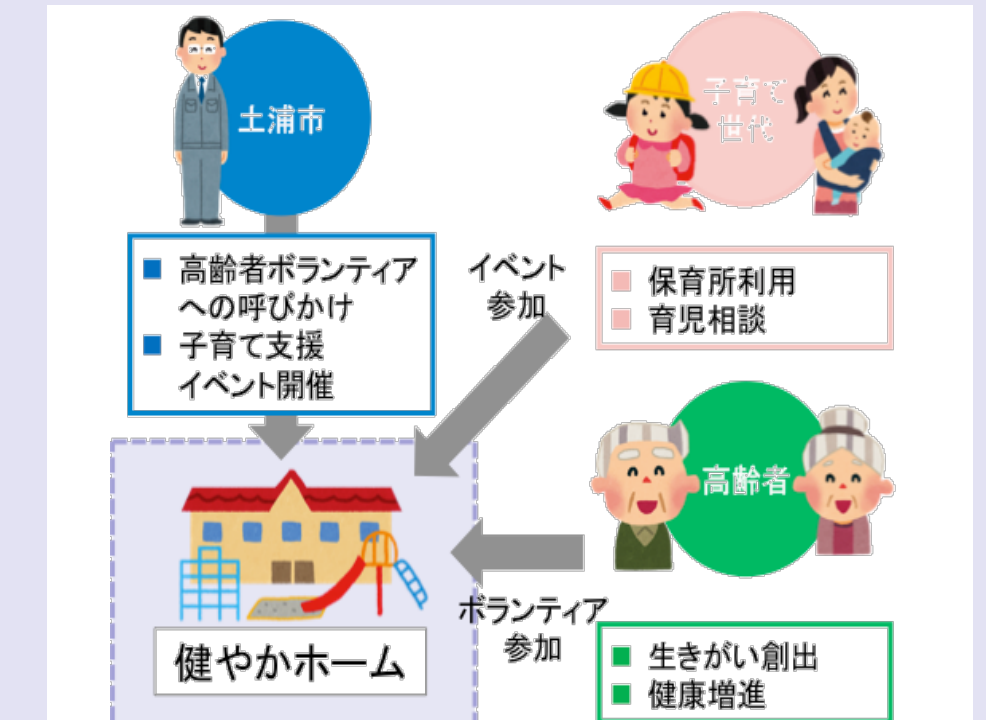 土浦市
高齢者ボランティア
への呼びかけ
子育て支援
イベント開催
子育て
世代
イベント
参加
保育所利用
育児相談
高齢者
ボランティア
参加
生きがい創出
健康増進
健やかホーム